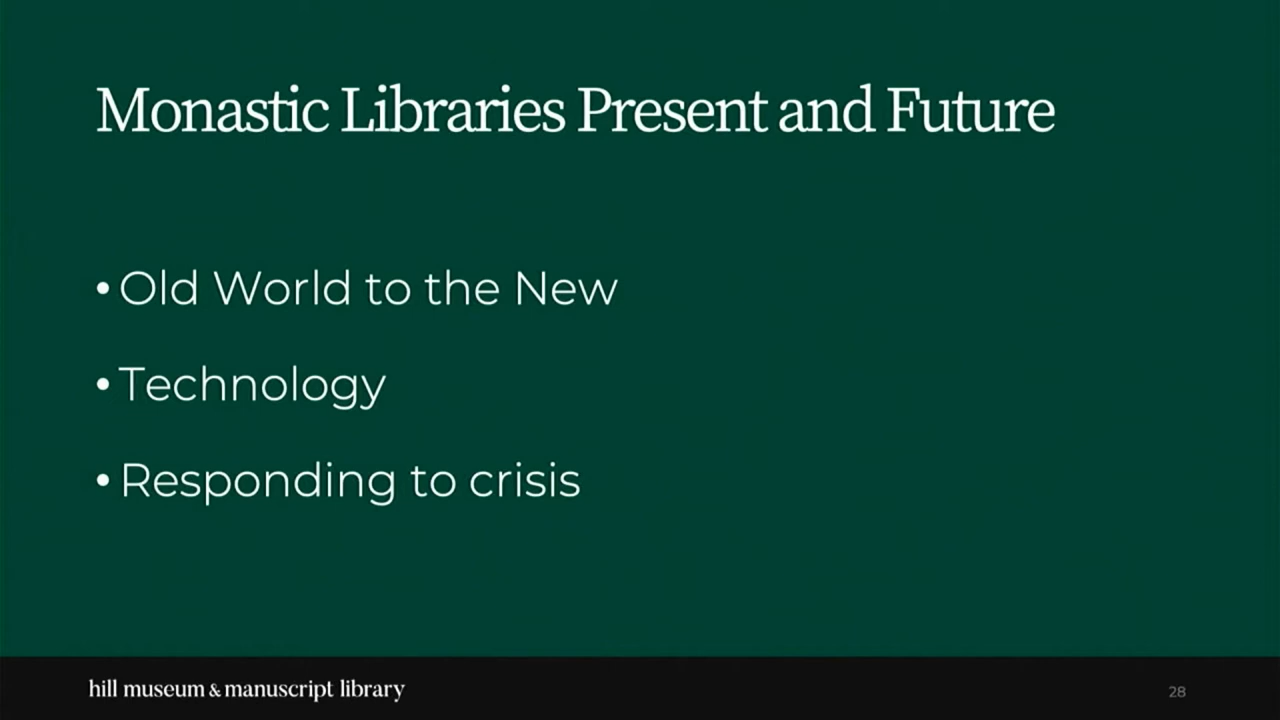 Monastic Libraries Present and Future
• Old World to the New
• Technology
• Responding to crisis
hill museum & manuscript library
28